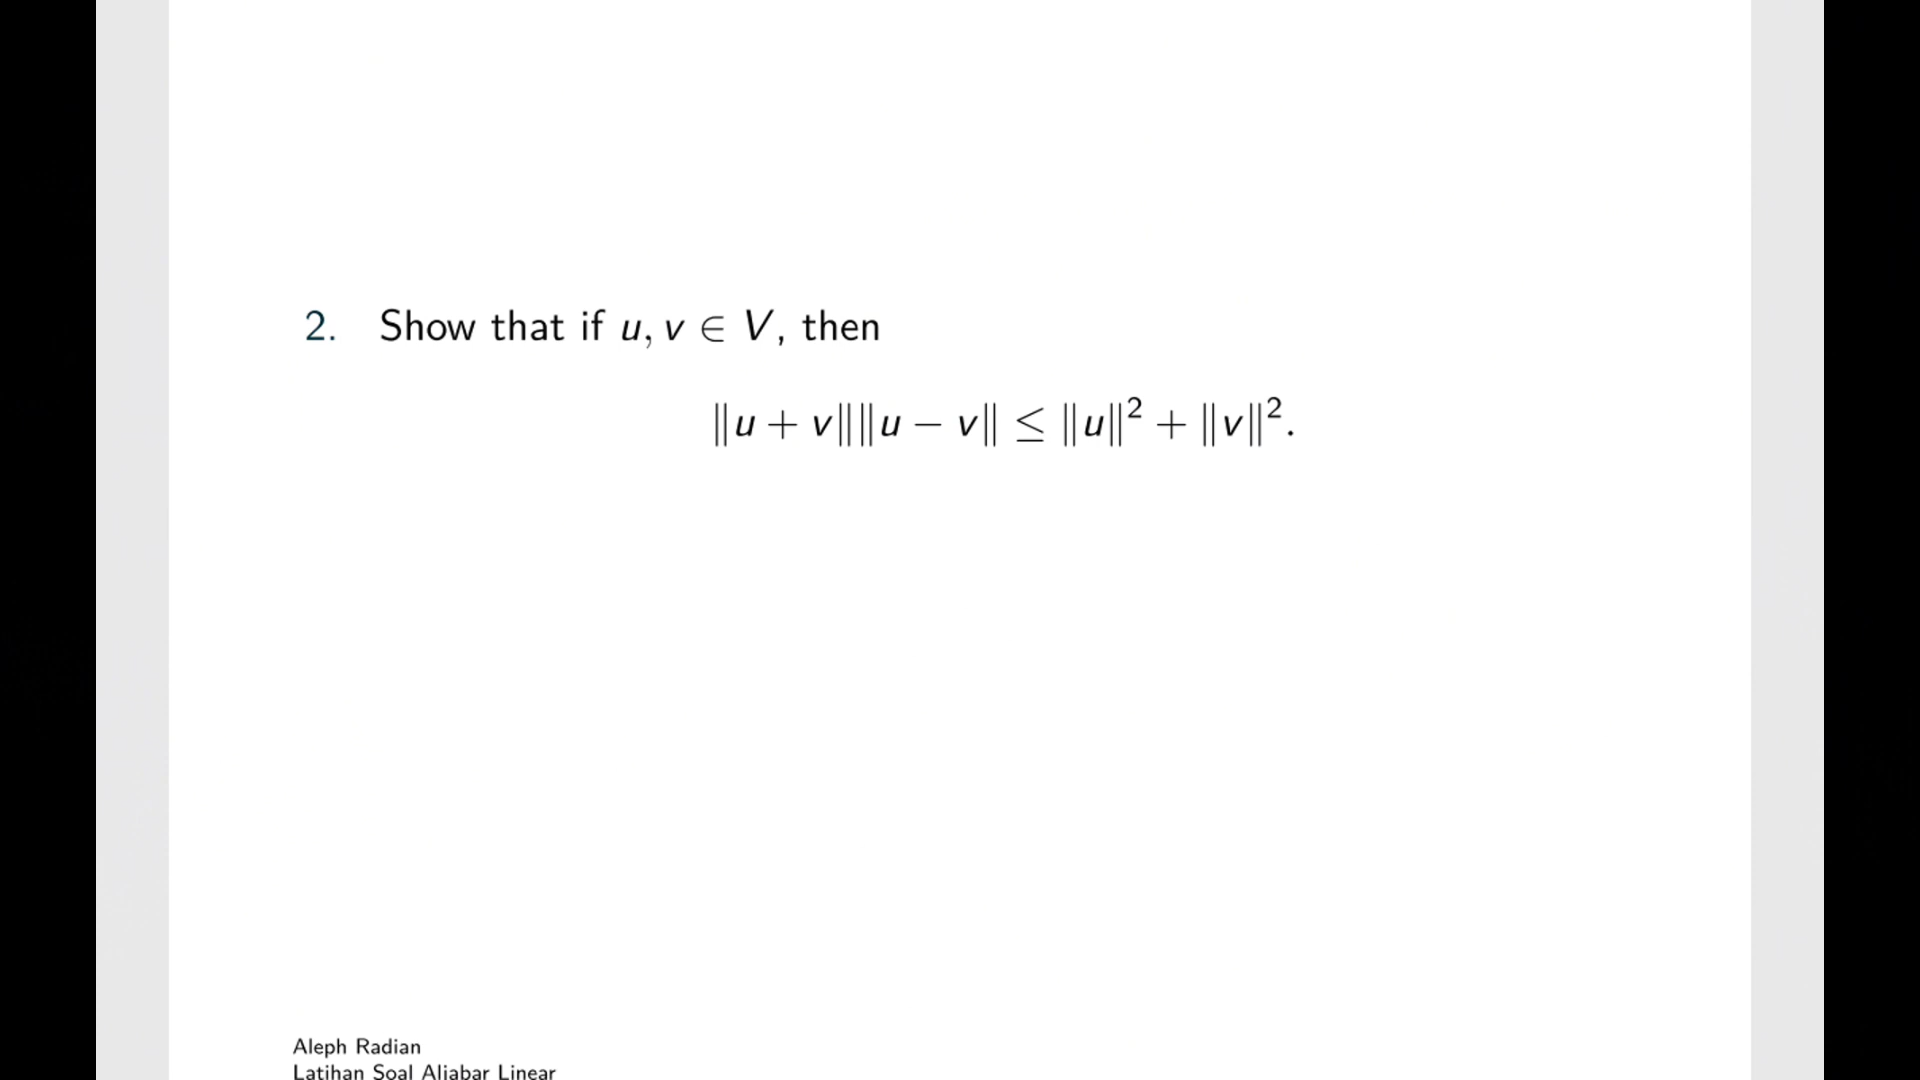 2. Show that if u, v ∈ V, then
‖u + v‖‖u − v‖ ≤ ‖u‖² + ‖v‖².
Aleph Radian
Latihan Soal Aljabar Linear